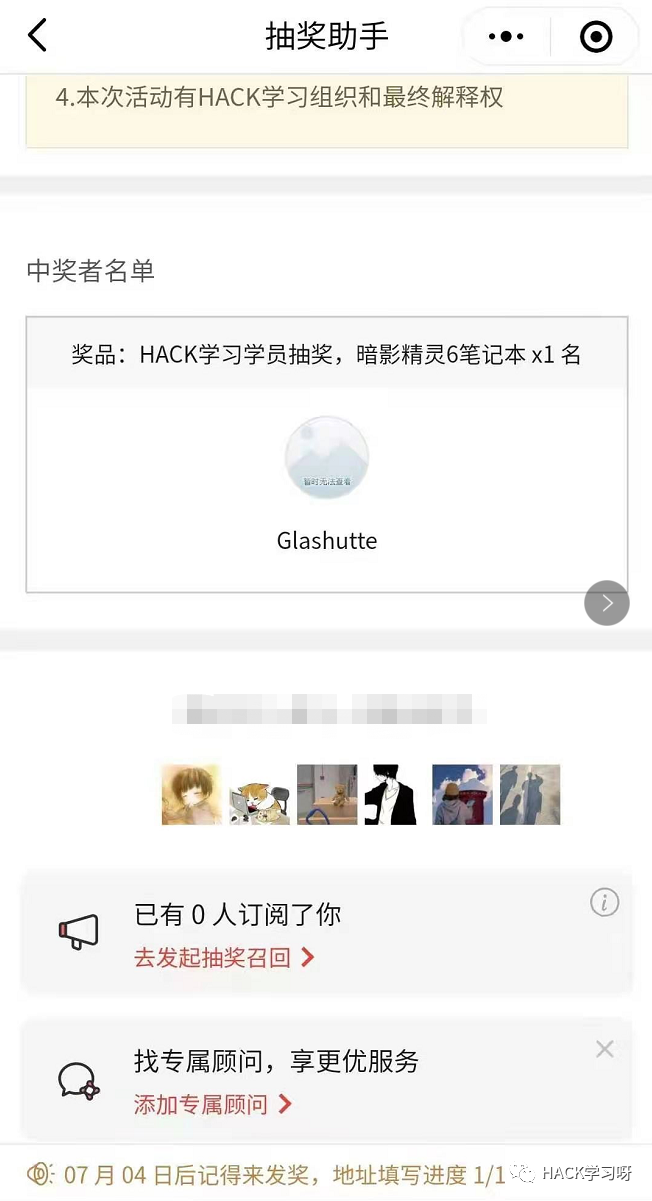 抽奖助手
4.本次活动有HACK学习组织和最终解释权
中奖者名单
奖品：HACK学习学员抽奖，暗影精灵6笔记本 x1 名
暂时无法查看
Glashutte
已有 0 人订阅了你
去发起抽奖召回
找专属顾问，享更优服务
添加专属顾问
07 月 04 日后记得来发奖，地址填写进度 1/1
HACK学习呀